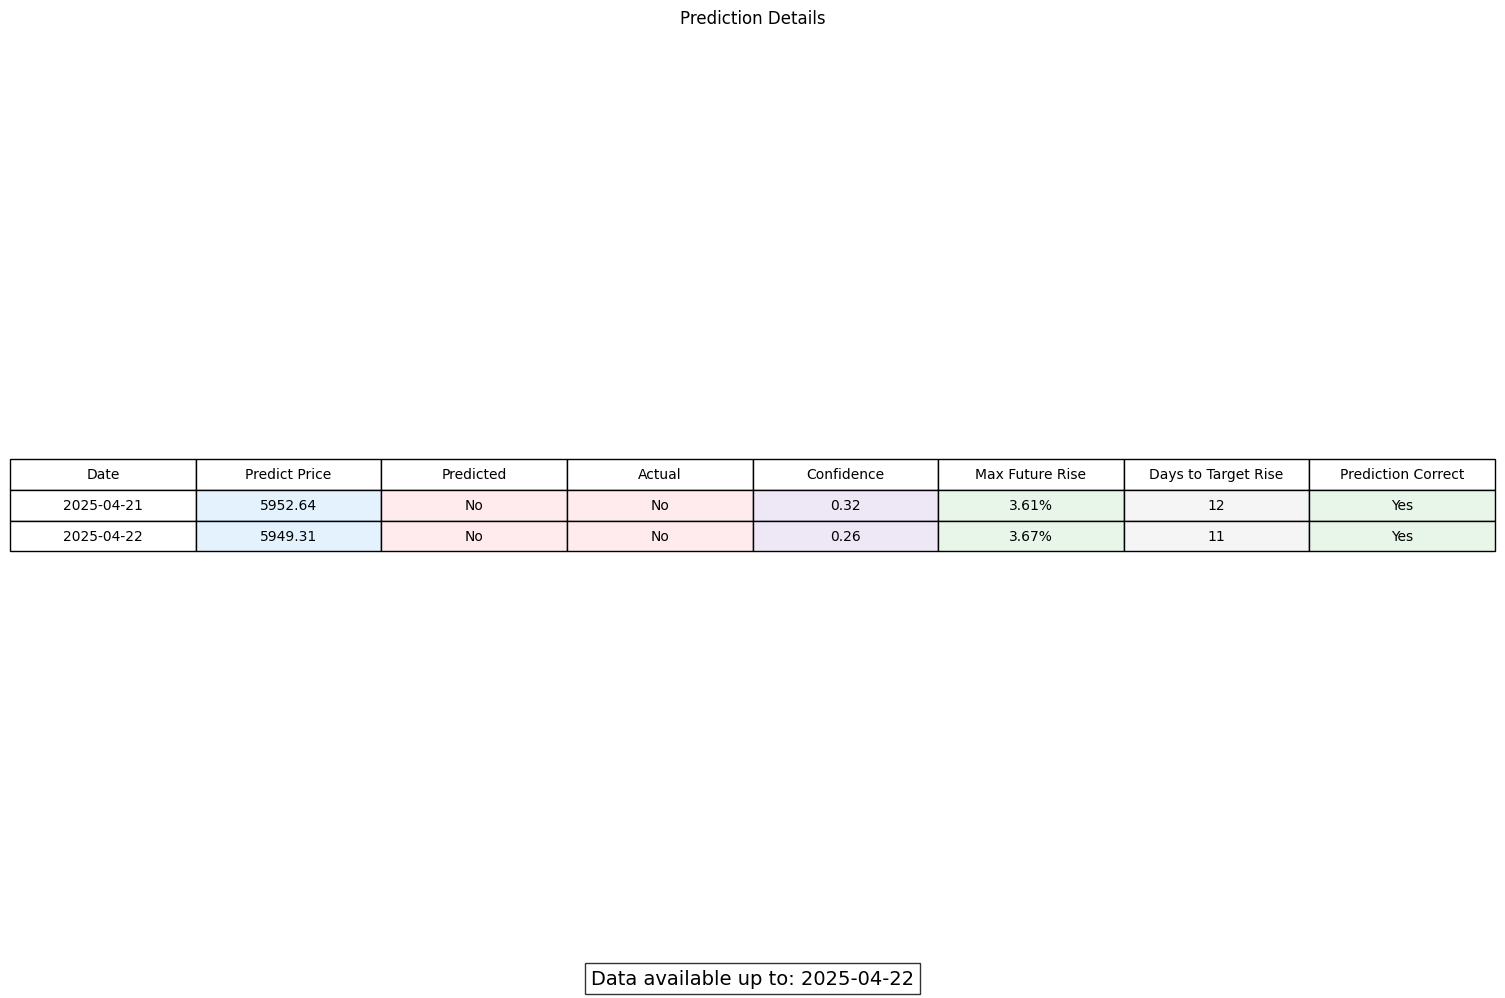 Prediction Details
Date Predict Price Predicted Actual Confidence Max Future Rise Days to Target Rise Prediction Correct
2025-04-21 5952.64 No No 0.32 3.61% 12 Yes
2025-04-22 5949.31 No No 0.26 3.67% 11 Yes
Data available up to: 2025-04-22